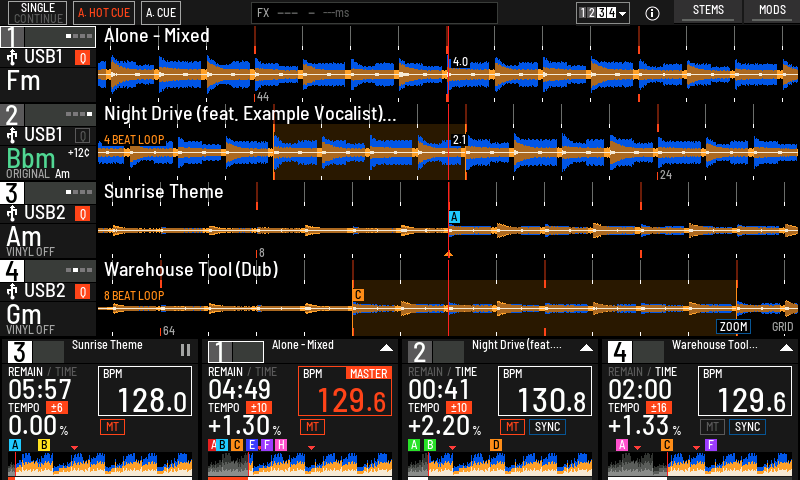 SINGLE
CONTINUE
A. HOT CUE
A. CUE
FX --- - ---ms
1 2 3 4
STEMS
MODS
1
Alone - Mixed
USB1
0
Fm
4.0
44
2
Night Drive (feat. Example Vocalist)...
USB1
0
4 BEAT LOOP
Bbm
+12¢
ORIGINAL Am
2.1
24
3
Sunrise Theme
USB2
0
A
Am
VINYL OFF
8
4
Warehouse Tool (Dub)
USB2
0
8 BEAT LOOP
C
Gm
VINYL OFF
64
ZOOM
GRID
3
Sunrise Theme
REMAIN / TIME
05:57
TEMPO ±6
0.00%
BPM
128.0
MT
A B
1
Alone - Mixed
REMAIN / TIME
04:49
TEMPO ±10
+1.30%
BPM
MASTER
129.6
MT
A B C E F H
2
Night Drive (feat....
REMAIN / TIME
00:41
TEMPO ±10
+2.20%
BPM
130.8
MT
SYNC
A B D
4
Warehouse Tool...
REMAIN / TIME
02:00
TEMPO ±16
+1.33%
BPM
129.6
MT
SYNC
A C F